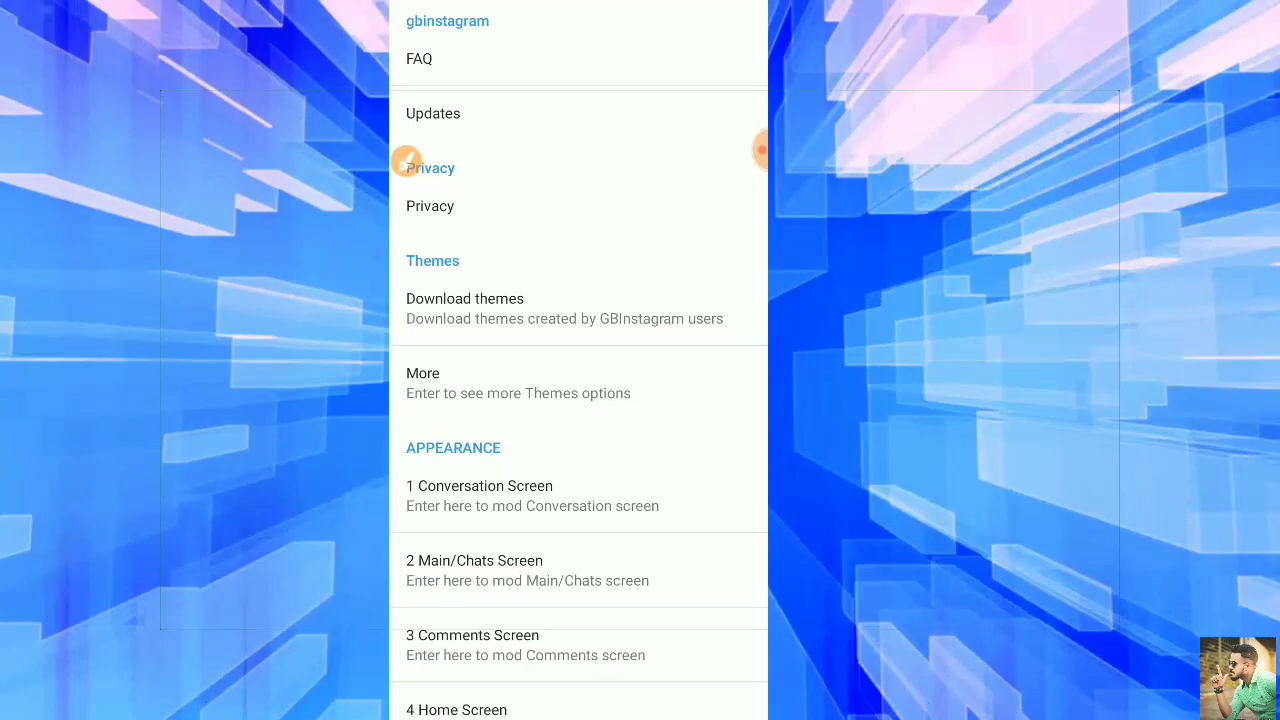 gbinstagram
FAQ
Updates
Privacy
Privacy
Themes
Download themes
Download themes created by GBInstagram users
More
Enter to see more Themes options
APPEARANCE
1 Conversation Screen
Enter here to mod Conversation screen
2 Main/Chats Screen
Enter here to mod Main/Chats screen
3 Comments Screen
Enter here to mod Comments screen
4 Home Screen